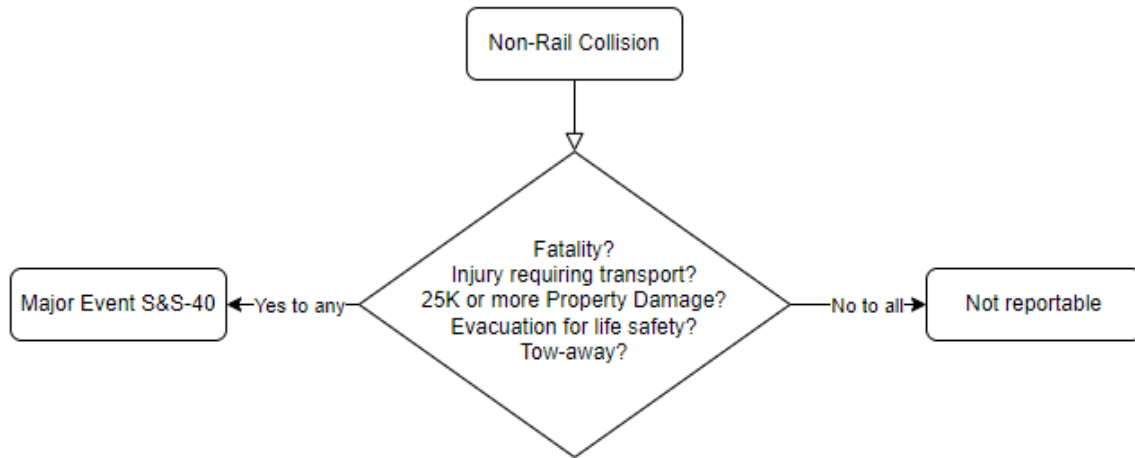 Non-Rail Collision
Fatality?
Injury requiring transport?
25K or more Property Damage?
Evacuation for life safety?
Tow-away?
Major Event S&S-40
Yes to any
No to all
Not reportable